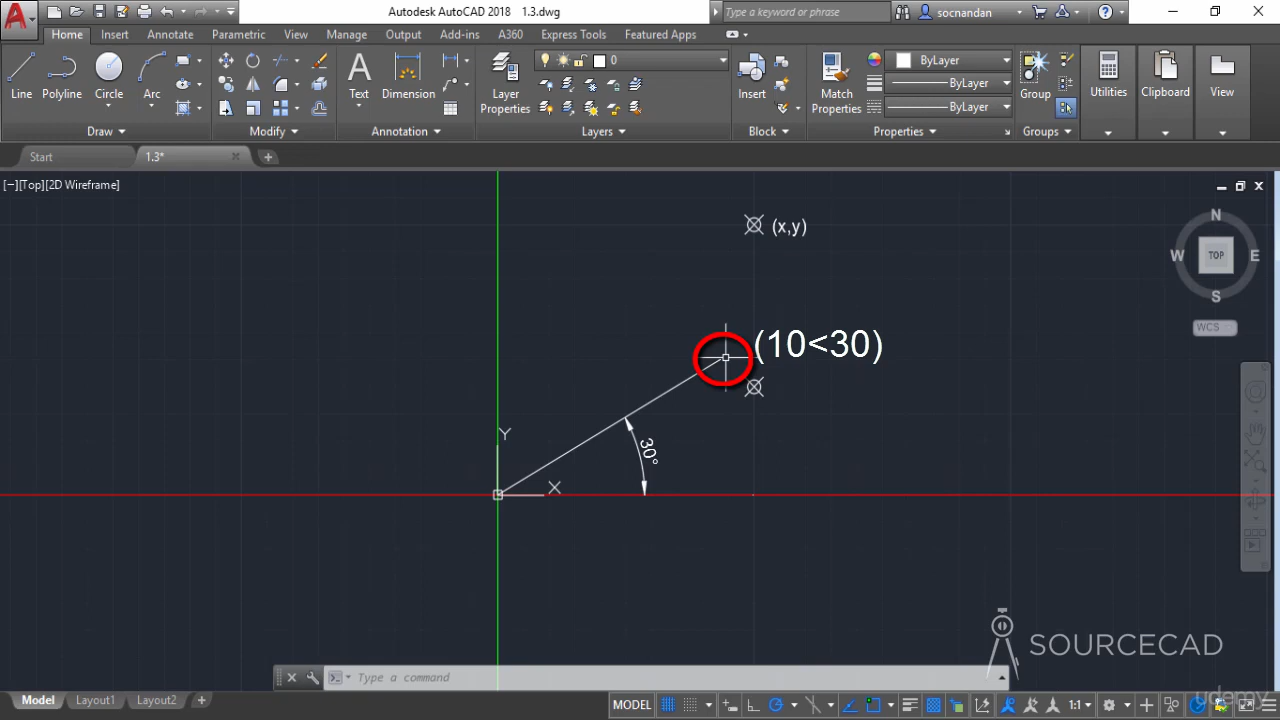 Autodesk AutoCAD 2018 1.3.dwg
Type a keyword or phrase
socnandan
Home Insert Annotate Parametric View Manage Output Add-ins A360 Express Tools Featured Apps
Line Polyline Circle Arc
Text Dimension
Layer Properties
0
Insert
Match Properties
ByLayer
ByLayer
ByLayer
Group
Utilities
Clipboard
View
Draw Modify Annotation Layers Block Properties Groups
Start 1.3*
[−][Top][2D Wireframe]
(x,y)
N
W TOP E
S
WCS
(10<30)
30°
Y
X
SOURCECAD
Type a command
udemy
Model Layout1 Layout2
MODEL
1:1